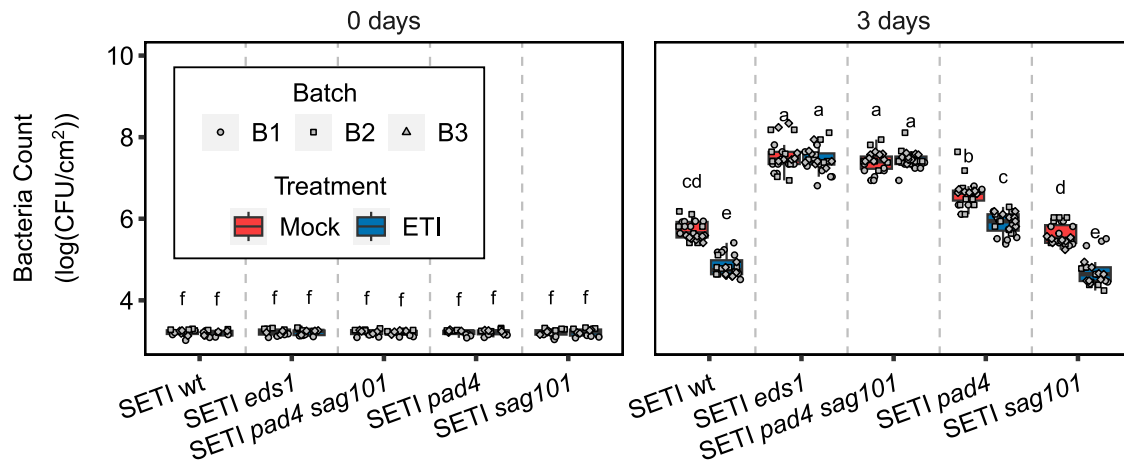 0 days
3 days
Bacteria Count
(log(CFU/cm²))
10
8
6
4
Batch
B1 B2 B3
Treatment
Mock ETI
f f f f f f f f f f
cd e a a a a b c d e
SETI wt
SETI eds1
SETI pad4 sag101
SETI pad4
SETI sag101
SETI wt
SETI eds1
SETI pad4 sag101
SETI pad4
SETI sag101